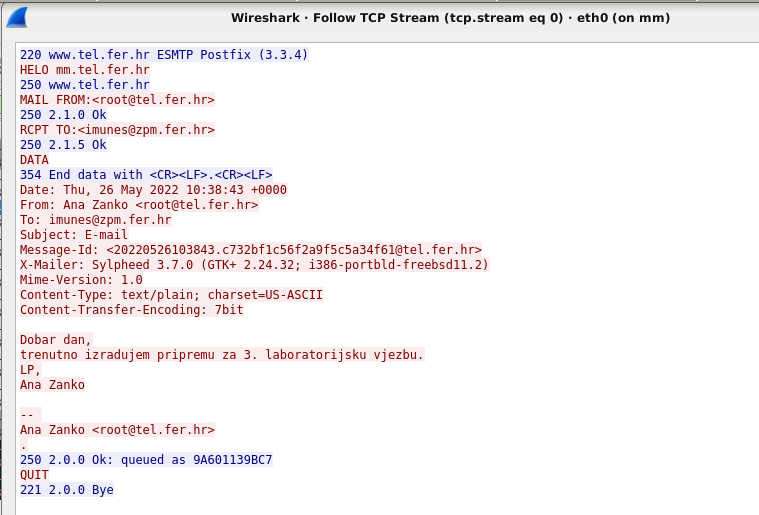 Wireshark · Follow TCP Stream (tcp.stream eq 0) · eth0 (on mm)
220 www.tel.fer.hr ESMTP Postfix (3.3.4)
HELO mm.tel.fer.hr
250 www.tel.fer.hr
MAIL FROM:<root@tel.fer.hr>
250 2.1.0 Ok
RCPT TO:<imunes@zpm.fer.hr>
250 2.1.5 Ok
DATA
354 End data with <CR><LF>.<CR><LF>
Date: Thu, 26 May 2022 10:38:43 +0000
From: Ana Zanko <root@tel.fer.hr>
To: imunes@zpm.fer.hr
Subject: E-mail
Message-Id: <20220526103843.c732bf1c56f2a9f5c5a34f61@tel.fer.hr>
X-Mailer: Sylpheed 3.7.0 (GTK+ 2.24.32; i386-portbld-freebsd11.2)
Mime-Version: 1.0
Content-Type: text/plain; charset=US-ASCII
Content-Transfer-Encoding: 7bit

Dobar dan,
trenutno izradujem pripremu za 3. laboratorijsku vjezbu.
LP,
Ana Zanko

--
Ana Zanko <root@tel.fer.hr>
.
250 2.0.0 Ok: queued as 9A601139BC7
QUIT
221 2.0.0 Bye